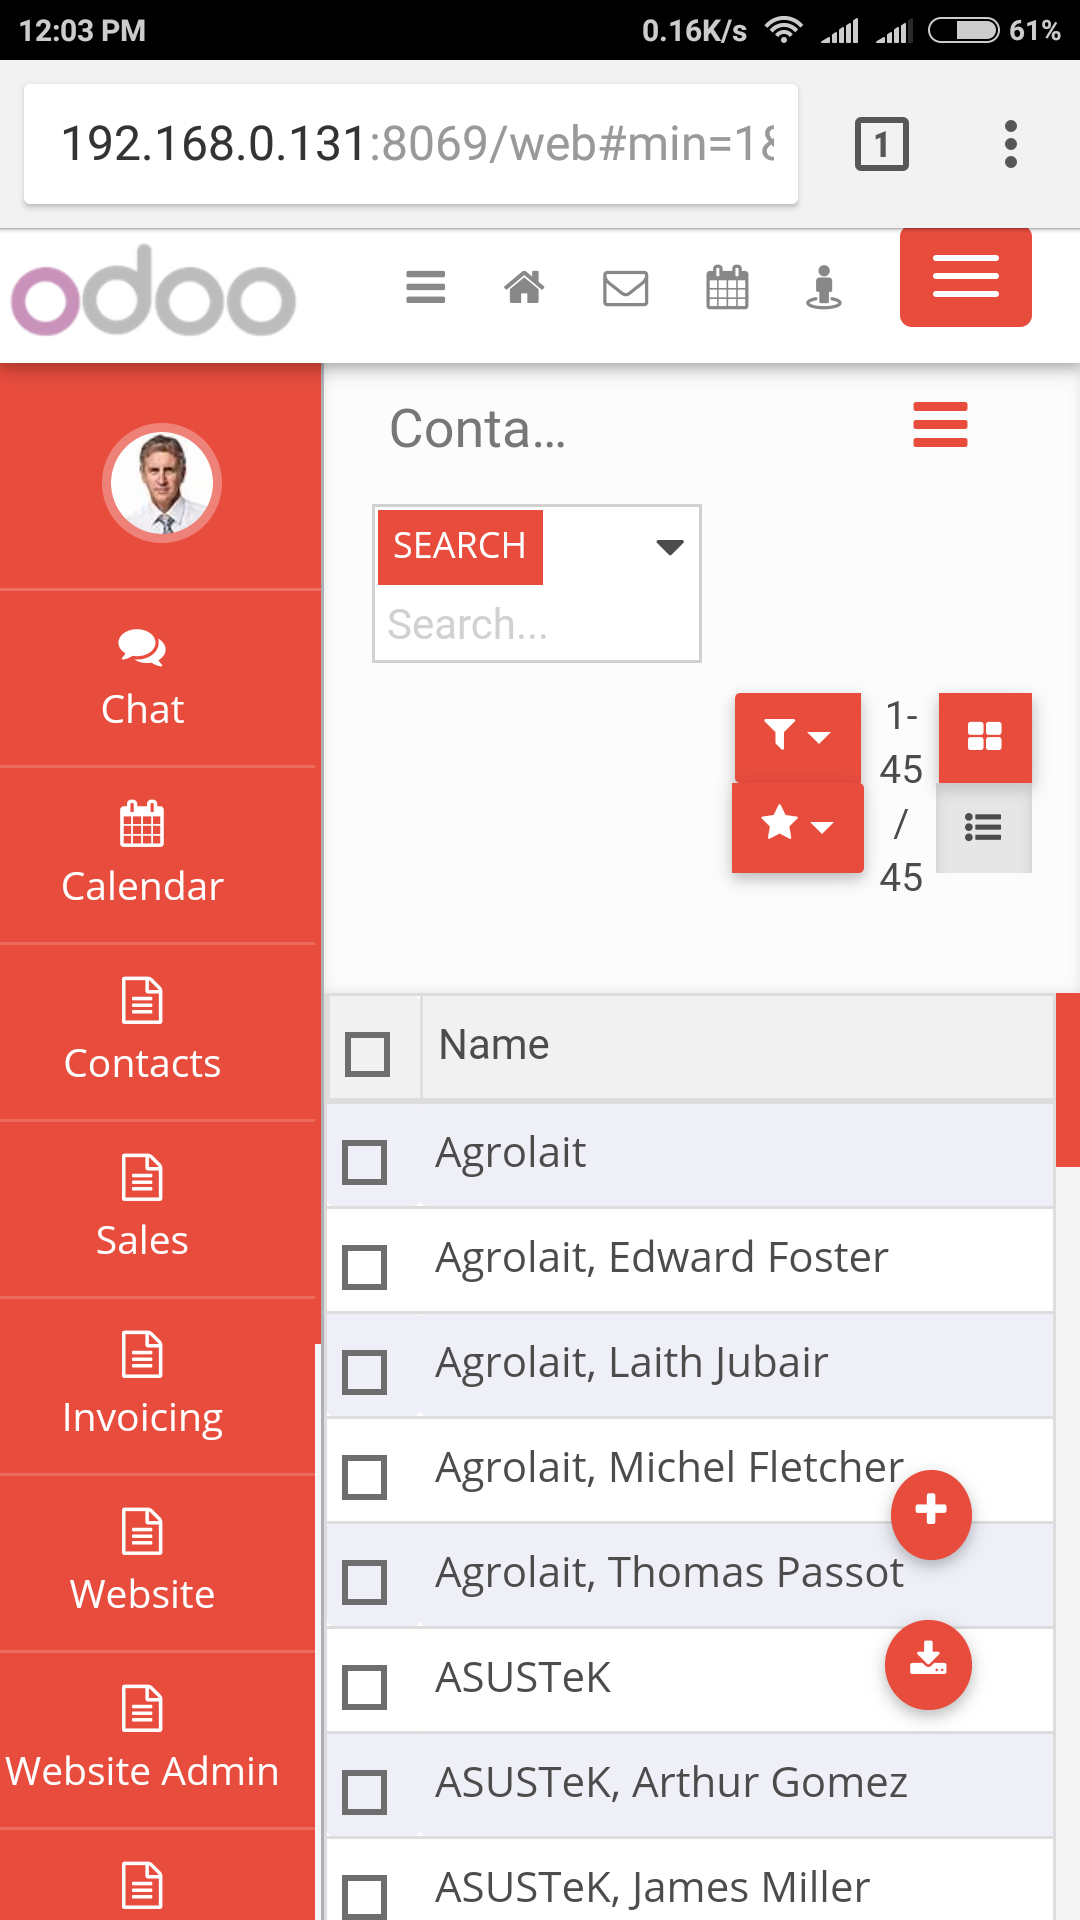 12:03 PM
0.16K/s
61%
192.168.0.131:8069/web#min=1&
1
odoo
Conta...
SEARCH
Search...
1-
45
/
45
Chat
Calendar
Contacts
Sales
Invoicing
Website
Website Admin
Name
Agrolait
Agrolait, Edward Foster
Agrolait, Laith Jubair
Agrolait, Michel Fletcher
Agrolait, Thomas Passot
ASUSTeK
ASUSTeK, Arthur Gomez
ASUSTeK, James Miller